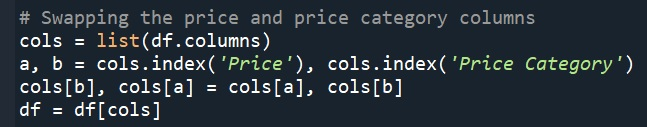 # Swapping the price and price category columns
cols = list(df.columns)
a, b = cols.index('Price'), cols.index('Price Category')
cols[b], cols[a] = cols[a], cols[b]
df = df[cols]